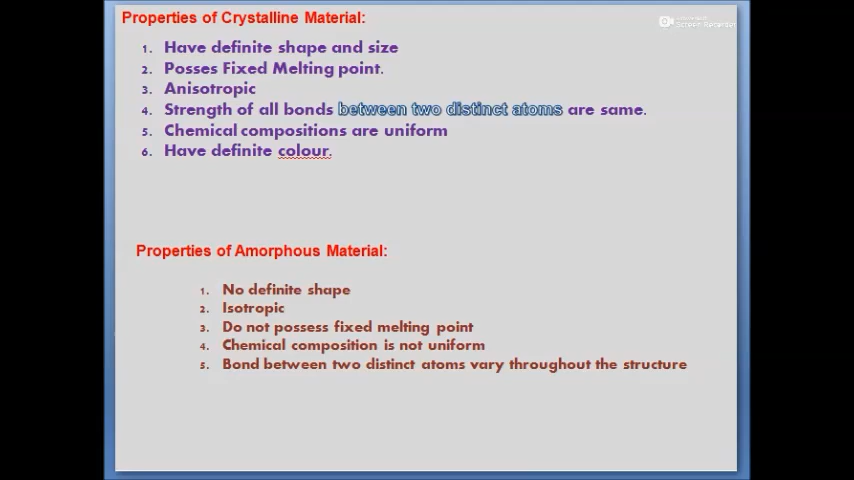 Properties of Crystalline Material:
Screen Recorder
1. Have definite shape and size
2. Posses Fixed Melting point.
3. Anisotropic
4. Strength of all bonds between two distinct atoms are same.
5. Chemical compositions are uniform
6. Have definite colour.
Properties of Amorphous Material:
1. No definite shape
2. Isotropic
3. Do not possess fixed melting point
4. Chemical composition is not uniform
5. Bond between two distinct atoms vary throughout the structure